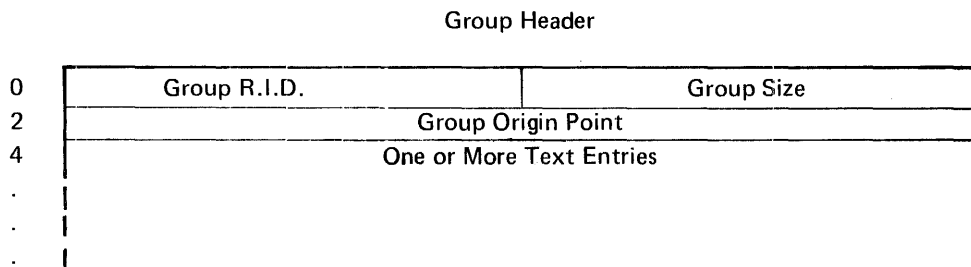 Group Header
0 Group R.I.D. Group Size
2 Group Origin Point
4 One or More Text Entries
.
.
.